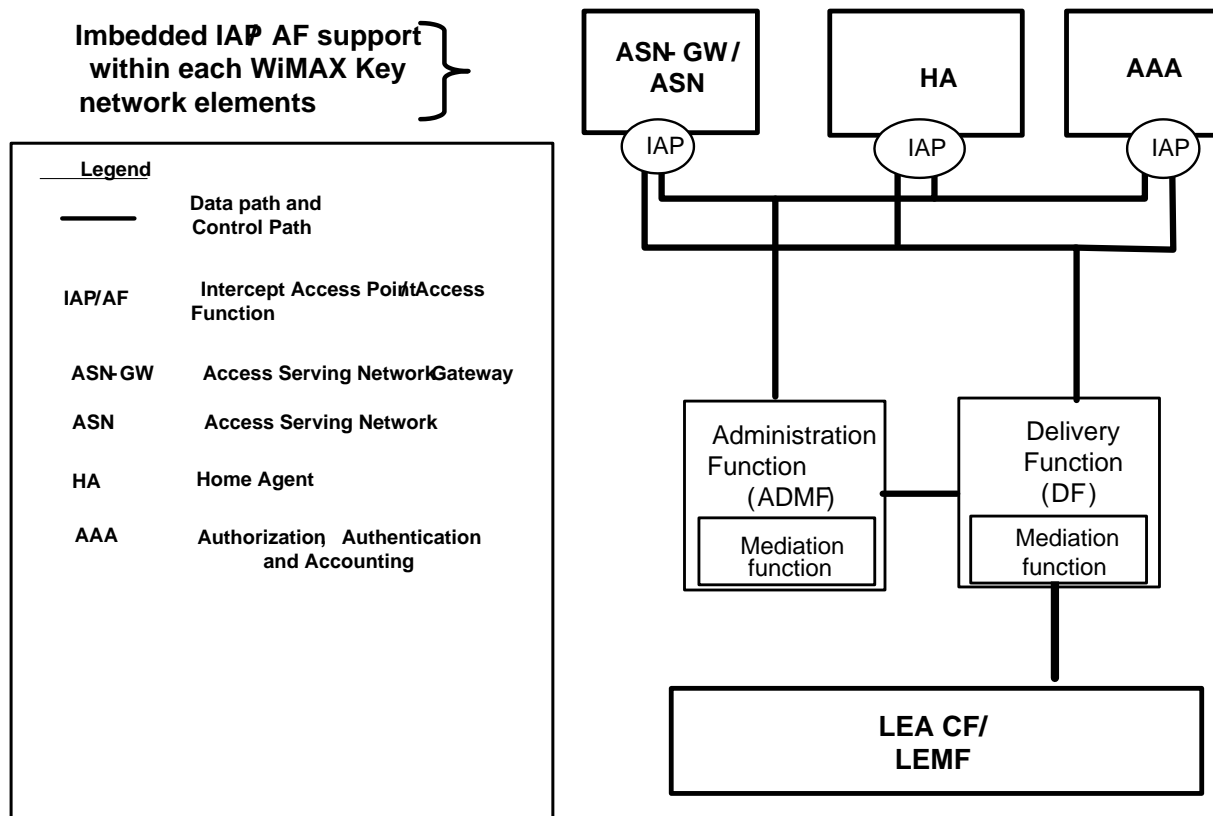 Imbedded IAP/ AF support
within each WiMAX Key
network elements
ASN- GW /
ASN
HA
AAA
IAP
IAP
IAP
Legend
Data path and
Control Path
IAP/AF
Intercept Access Point/Access
Function
ASN-GW
Access Serving Network Gateway
ASN
Access Serving Network
HA
Home Agent
AAA
Authorization, Authentication
and Accounting
Administration
Function
(ADMF)
Mediation
function
Delivery
Function
(DF)
Mediation
function
LEA CF/
LEMF